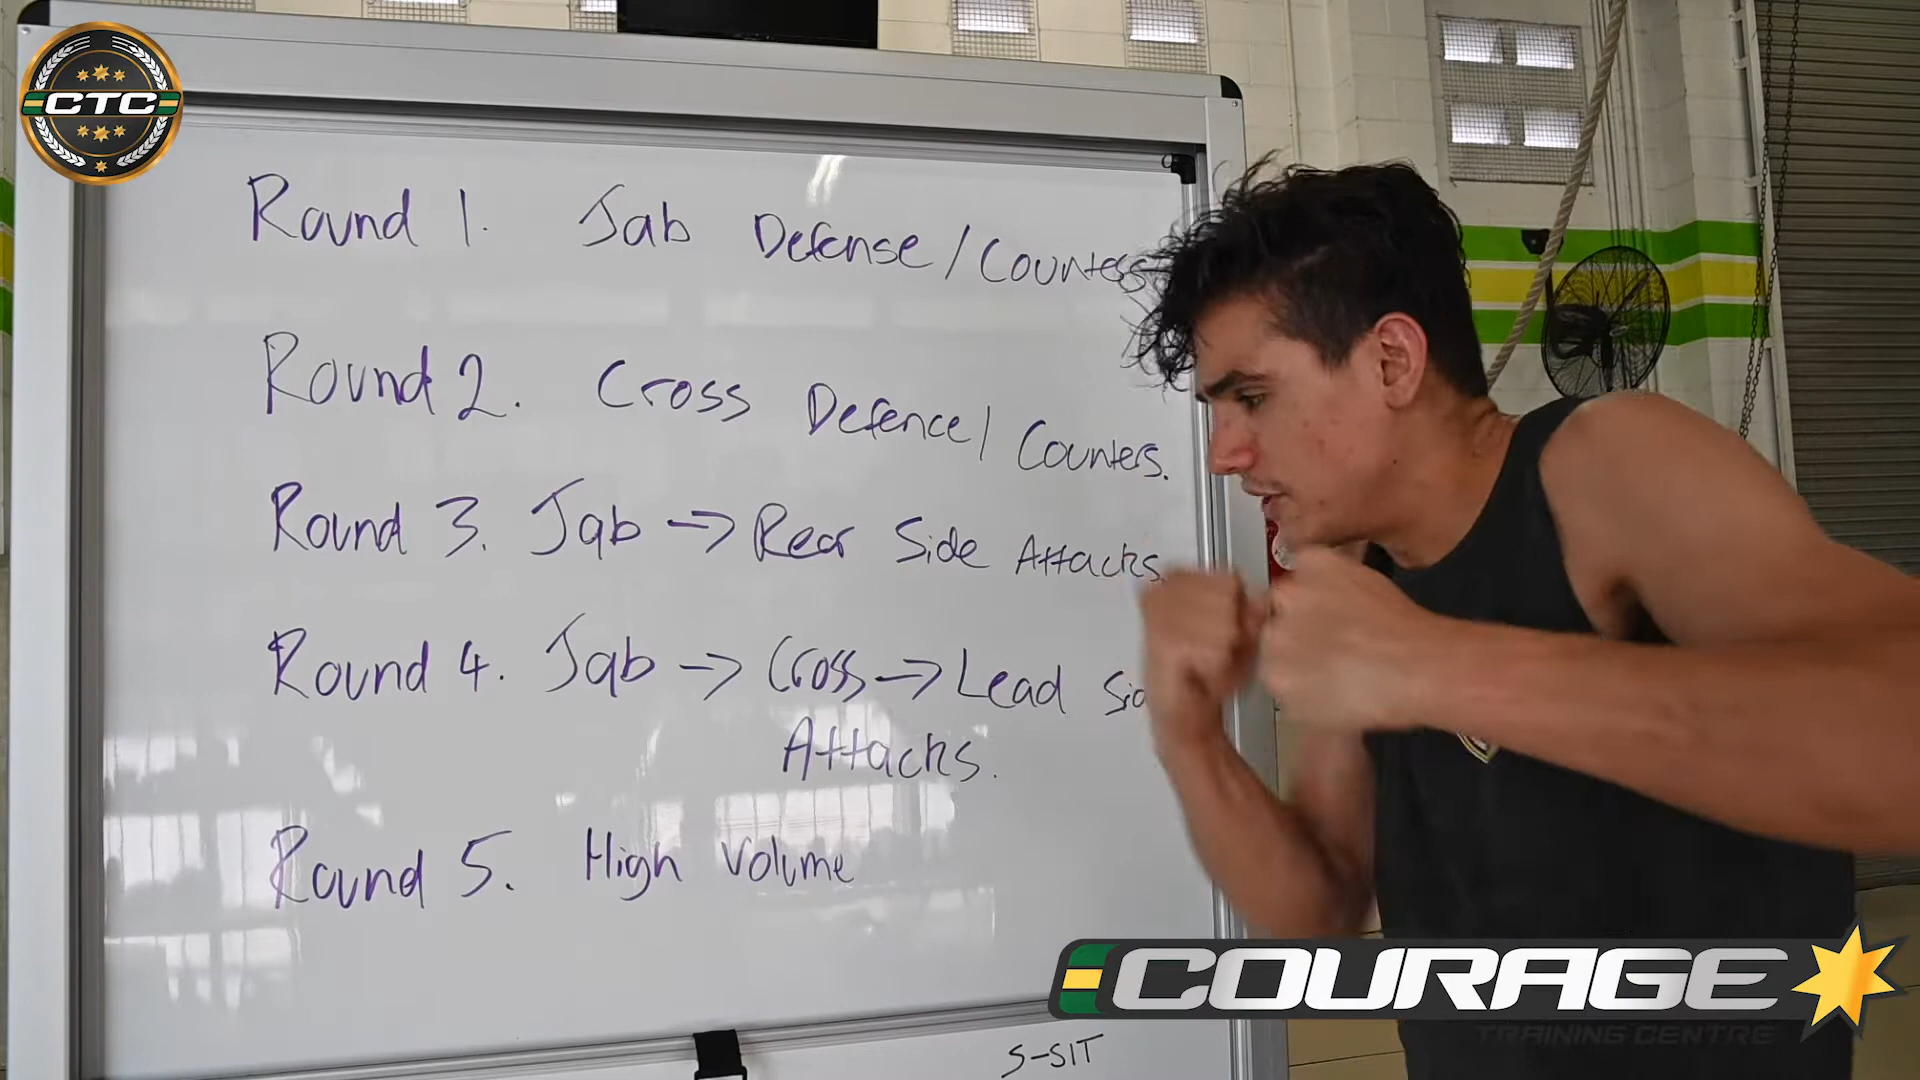 CTC
Round 1. Jab Defense / Counters
Round 2. Cross Defence / Counters.
Round 3. Jab -> Rear Side Attacks.
Round 4. Jab -> Cross -> Lead Sid
Attacks.
Round 5. High Volume
COURAGE
TRAINING CENTRE
S-SIT